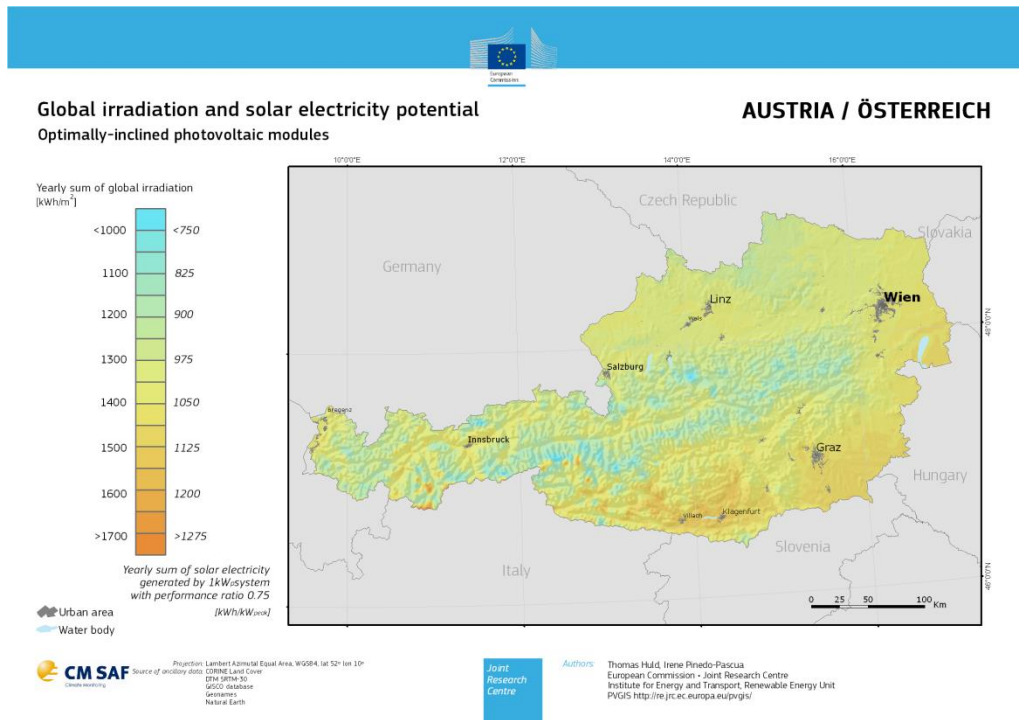 European
Commission
Global irradiation and solar electricity potential
Optimally-inclined photovoltaic modules
AUSTRIA / ÖSTERREICH
Yearly sum of global irradiation
[kWh/m²]
<1000 <750
1100 825
1200 900
1300 975
1400 1050
1500 1125
1600 1200
>1700 >1275
Yearly sum of solar electricity
generated by 1kWp system
with performance ratio 0.75
[kWh/kWpeak]
Urban area
Water body
10°0'0"E 12°0'0"E 14°0'0"E 16°0'0"E
Czech Republic
Slovakia
Germany
Linz
Wien
Wels
48°0'0"N
Salzburg
Bregenz
Innsbruck
Graz
Hungary
Villach
Klagenfurt
Slovenia
Italy
46°0'0"N
0 25 50 100 Km
CM SAF
Climate Monitoring
Projection: Lambert Azimutal Equal Area, WGS84, lat 52° lon 10°
Source of ancillary data: CORINE Land Cover
DTM SRTM-30
GISCO database
Geonames
Natural Earth
Joint
Research
Centre
Authors: Thomas Huld, Irene Pinedo-Pascua
European Commission - Joint Research Centre
Institute for Energy and Transport, Renewable Energy Unit
PVGIS http://re.jrc.ec.europa.eu/pvgis/